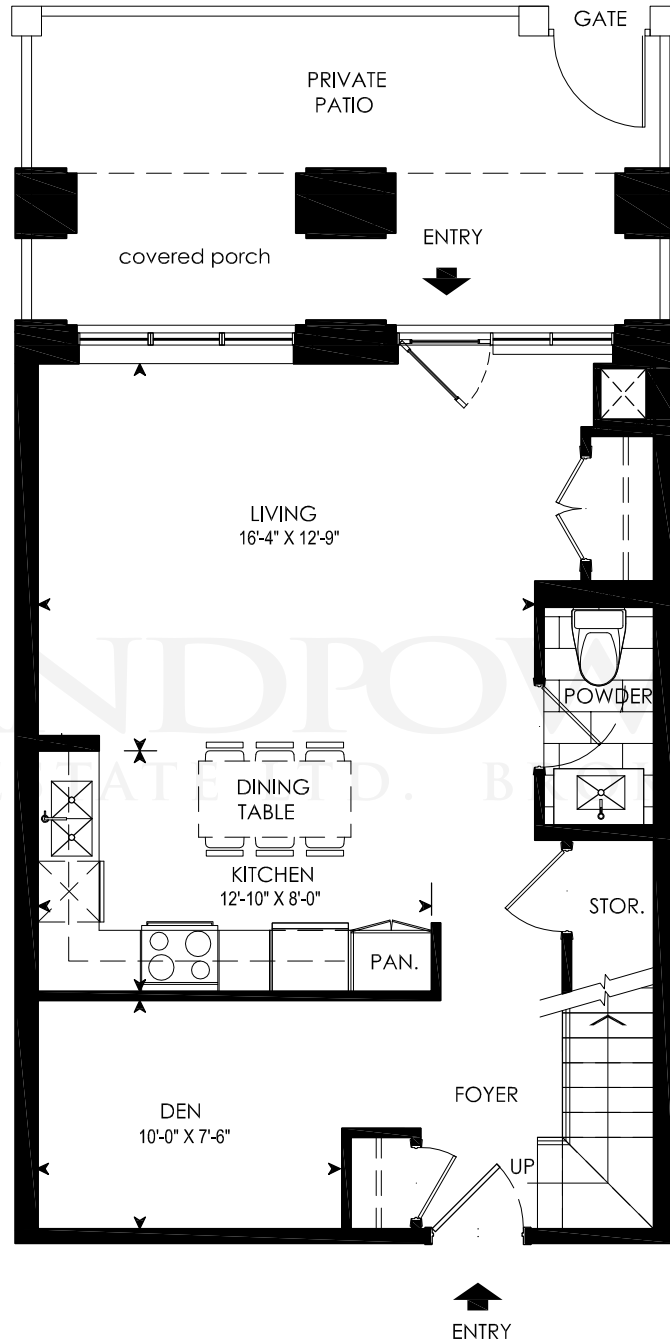 GATE
PRIVATE
PATIO
covered porch
ENTRY
LIVING
16'-4" X 12'-9"
POWDER
DINING
TABLE
KITCHEN
12'-10" X 8'-0"
STOR.
PAN.
FOYER
DEN
10'-0" X 7'-6"
UP
ENTRY